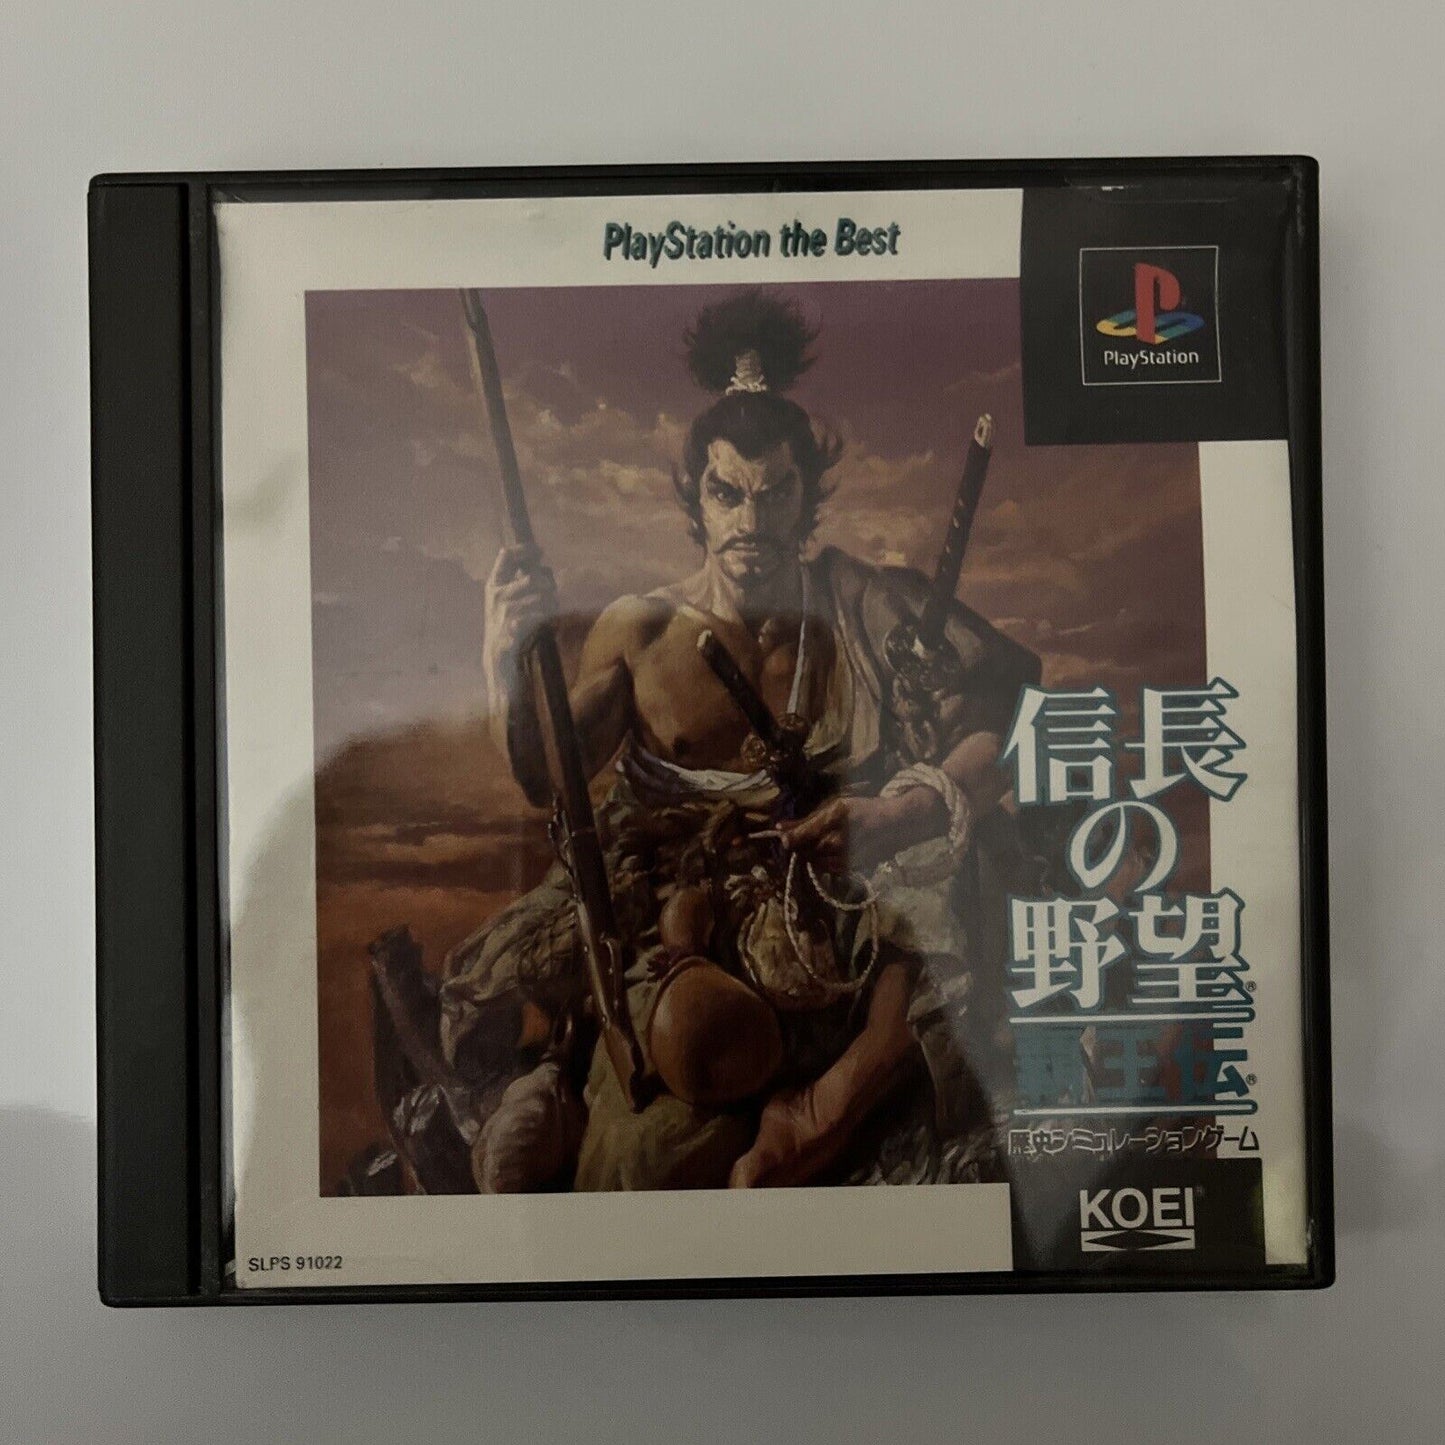 PlayStation the Best
PlayStation
信長
の
野望®
覇王伝®
歴史シミュレーションゲーム
KOEI®
SLPS 91022